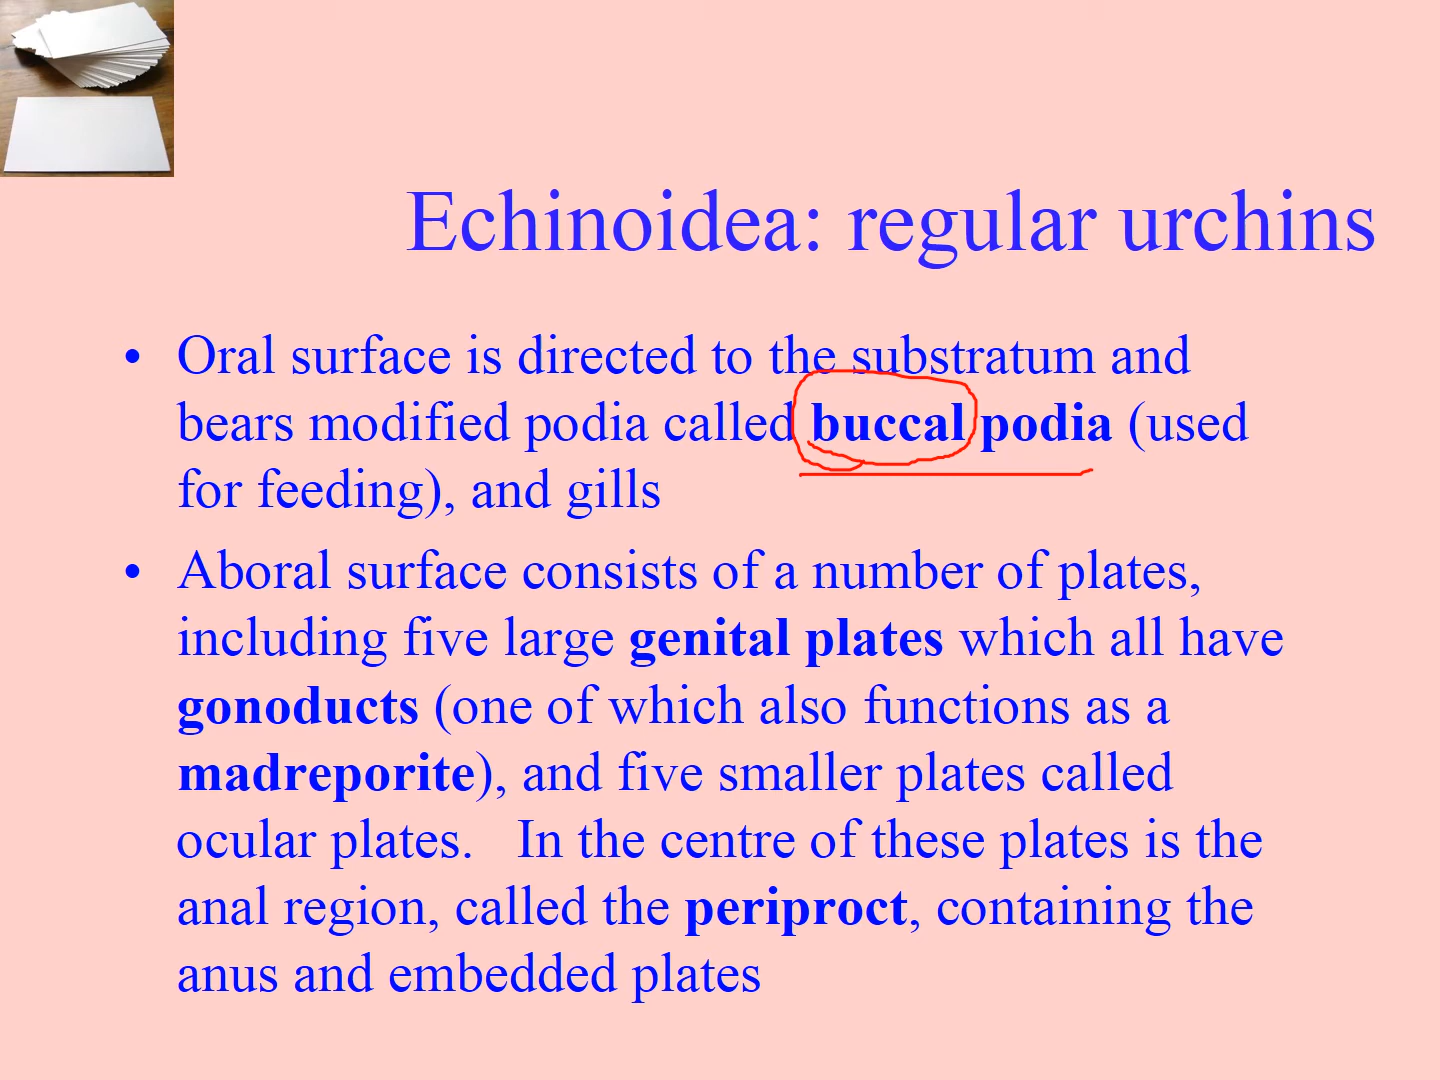 Echinoidea: regular urchins
• Oral surface is directed to the substratum and
bears modified podia called buccal podia (used
for feeding), and gills
• Aboral surface consists of a number of plates,
including five large genital plates which all have
gonoducts (one of which also functions as a
madreporite), and five smaller plates called
ocular plates.   In the centre of these plates is the
anal region, called the periproct, containing the
anus and embedded plates